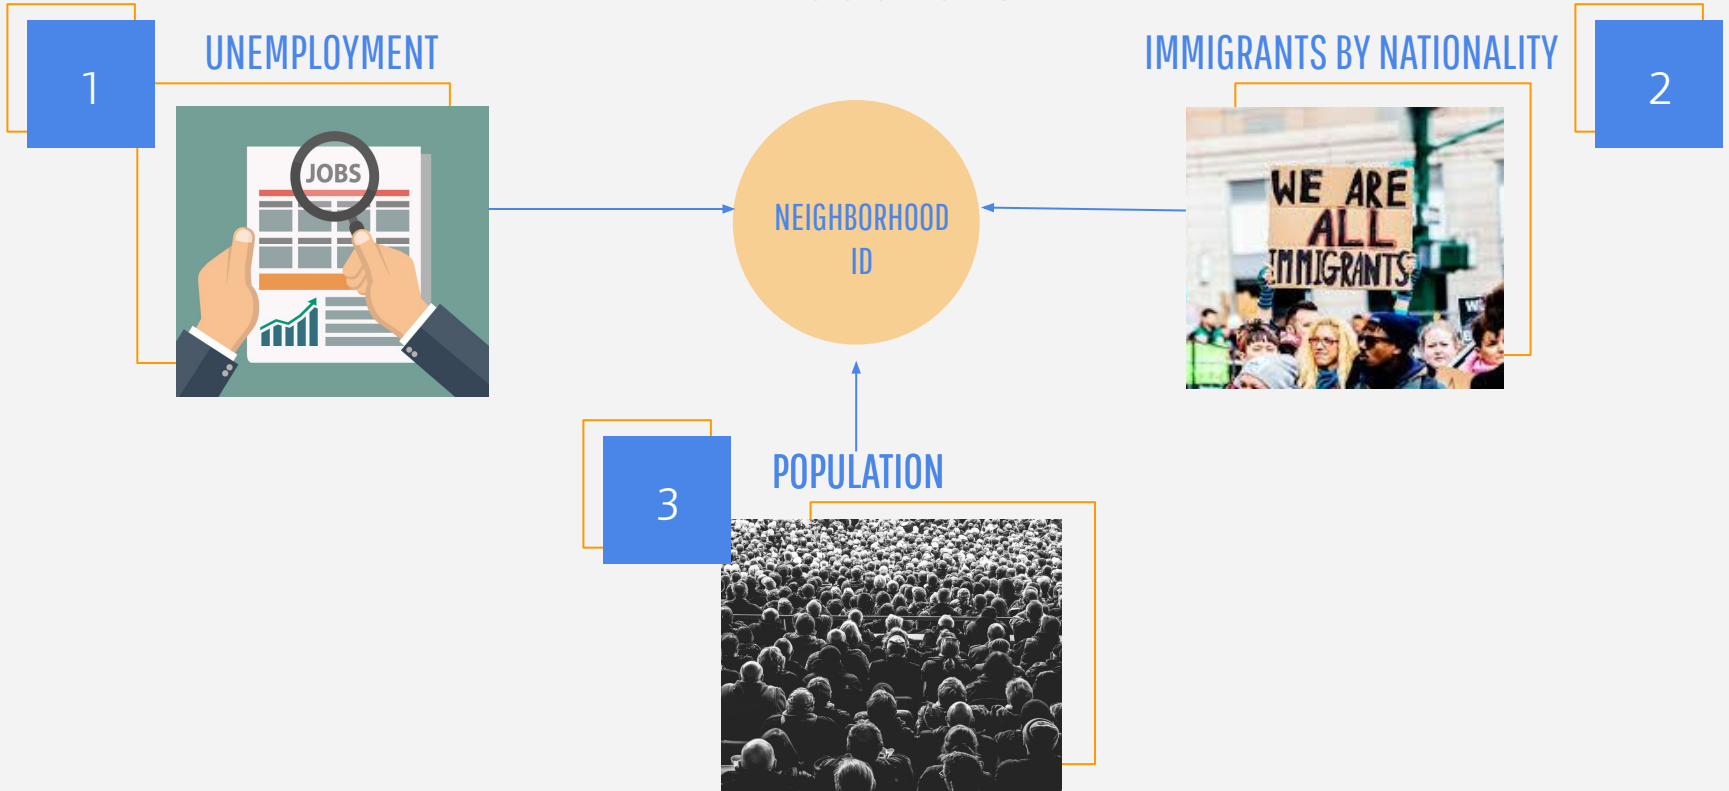 1
UNEMPLOYMENT
JOBS
IMMIGRANTS BY NATIONALITY
2
WE ARE
ALL
IMMIGRANTS
NEIGHBORHOOD
ID
3
POPULATION